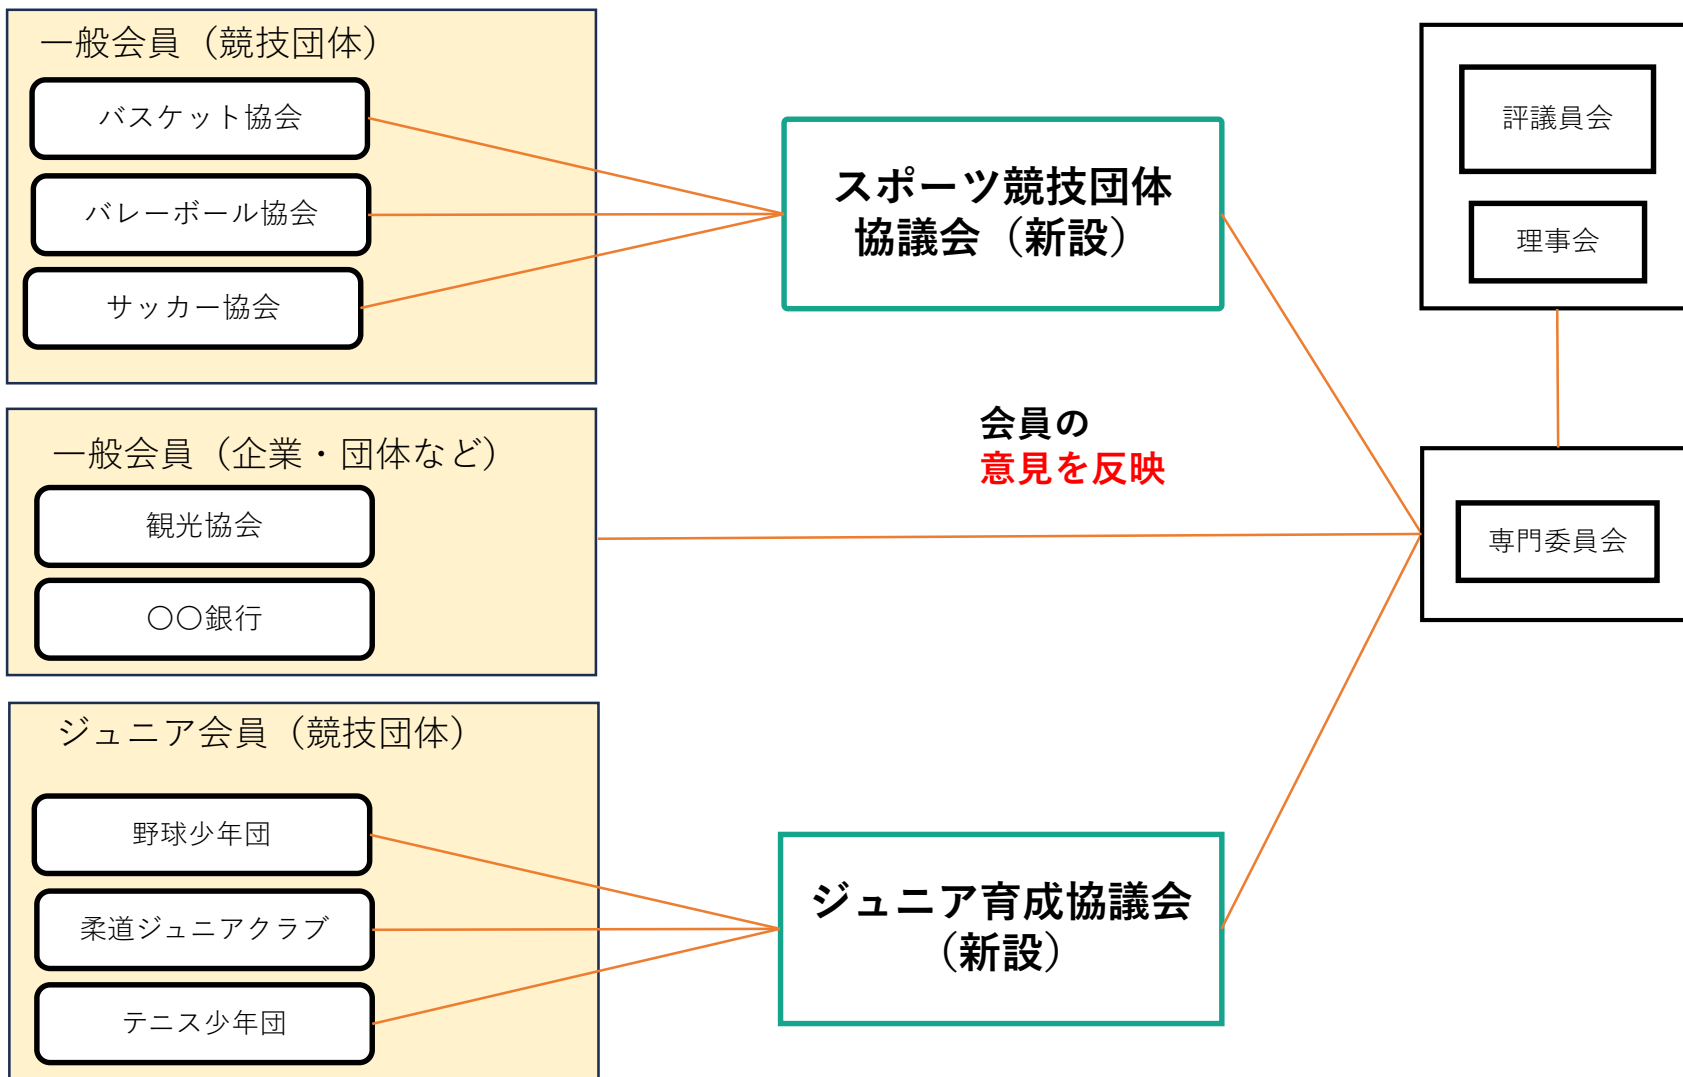 一般会員（競技団体）
バスケット協会
バレーボール協会
サッカー協会
一般会員（企業・団体など）
観光協会
〇〇銀行
ジュニア会員（競技団体）
野球少年団
柔道ジュニアクラブ
テニス少年団
スポーツ競技団体
協議会（新設）
会員の
意見を反映
ジュニア育成協議会
（新設）
評議員会
理事会
専門委員会